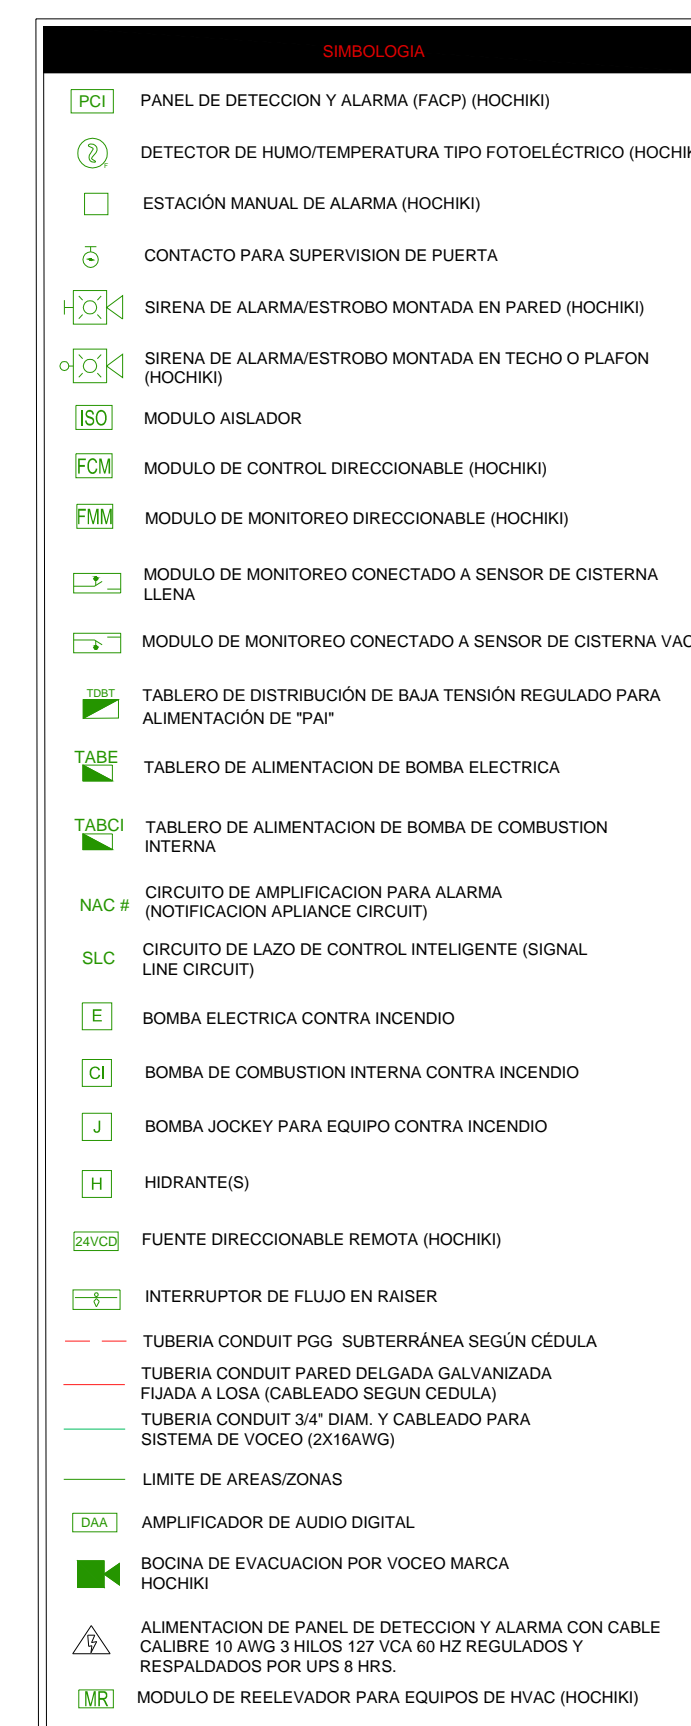 SIMBOLOGIA
PCI PANEL DE DETECCION Y ALARMA (FACP) (HOCHIKI)
F DETECTOR DE HUMO/TEMPERATURA TIPO FOTOELÉCTRICO
ESTACIÓN MANUAL DE ALARMA (HOCHIKI)
CONTACTO PARA SUPERVISION DE PUERTA
H SIRENA DE ALARMA/ESTROBO MONTADA EN PARED (HOCHIKI)
SIRENA DE ALARMA/ESTROBO MONTADA EN TECHO O PLAFON
(HOCHIKI)
ISO MODULO AISLADOR
FCM MODULO DE CONTROL DIRECCIONABLE (HOCHIKI)
FMM MODULO DE MONITOREO DIRECCIONABLE (HOCHIKI)
MODULO DE MONITOREO CONECTADO A SENSOR DE CISTERNA
LLENA
MODULO DE MONITOREO CONECTADO A SENSOR DE CISTERNA
TDBT TABLERO DE DISTRIBUCIÓN DE BAJA TENSIÓN REGULADO PARA
ALIMENTACIÓN DE "PAI"
TABE TABLERO DE ALIMENTACION DE BOMBA ELECTRICA
TABCI TABLERO DE ALIMENTACION DE BOMBA DE COMBUSTION
INTERNA
NAC # CIRCUITO DE AMPLIFICACION PARA ALARMA
(NOTIFICACION APLIANCE CIRCUIT)
SLC CIRCUITO DE LAZO DE CONTROL INTELIGENTE (SIGNAL
LINE CIRCUIT)
E BOMBA ELECTRICA CONTRA INCENDIO
CI BOMBA DE COMBUSTION INTERNA CONTRA INCENDIO
J BOMBA JOCKEY PARA EQUIPO CONTRA INCENDIO
H HIDRANTE(S)
24VCD FUENTE DIRECCIONABLE REMOTA (HOCHIKI)
INTERRUPTOR DE FLUJO EN RAISER
TUBERIA CONDUIT PGG SUBTERRÁNEA SEGÚN CÉDULA
TUBERIA CONDUIT PARED DELGADA GALVANIZADA
FIJADA A LOSA (CABLEADO SEGUN CEDULA)
TUBERIA CONDUIT 3/4" DIAM. Y CABLEADO PARA
SISTEMA DE VOCEO (2X16AWG)
LIMITE DE AREAS/ZONAS
DAA AMPLIFICADOR DE AUDIO DIGITAL
BOCINA DE EVACUACION POR VOCEO MARCA
HOCHIKI
ALIMENTACION DE PANEL DE DETECCION Y ALARMA CON CABLE
CALIBRE 10 AWG 3 HILOS 127 VCA 60 HZ REGULADOS Y
RESPALDADOS POR UPS 8 HRS.
MR MODULO DE REELEVADOR PARA EQUIPOS DE HVAC (HOCHIKI)